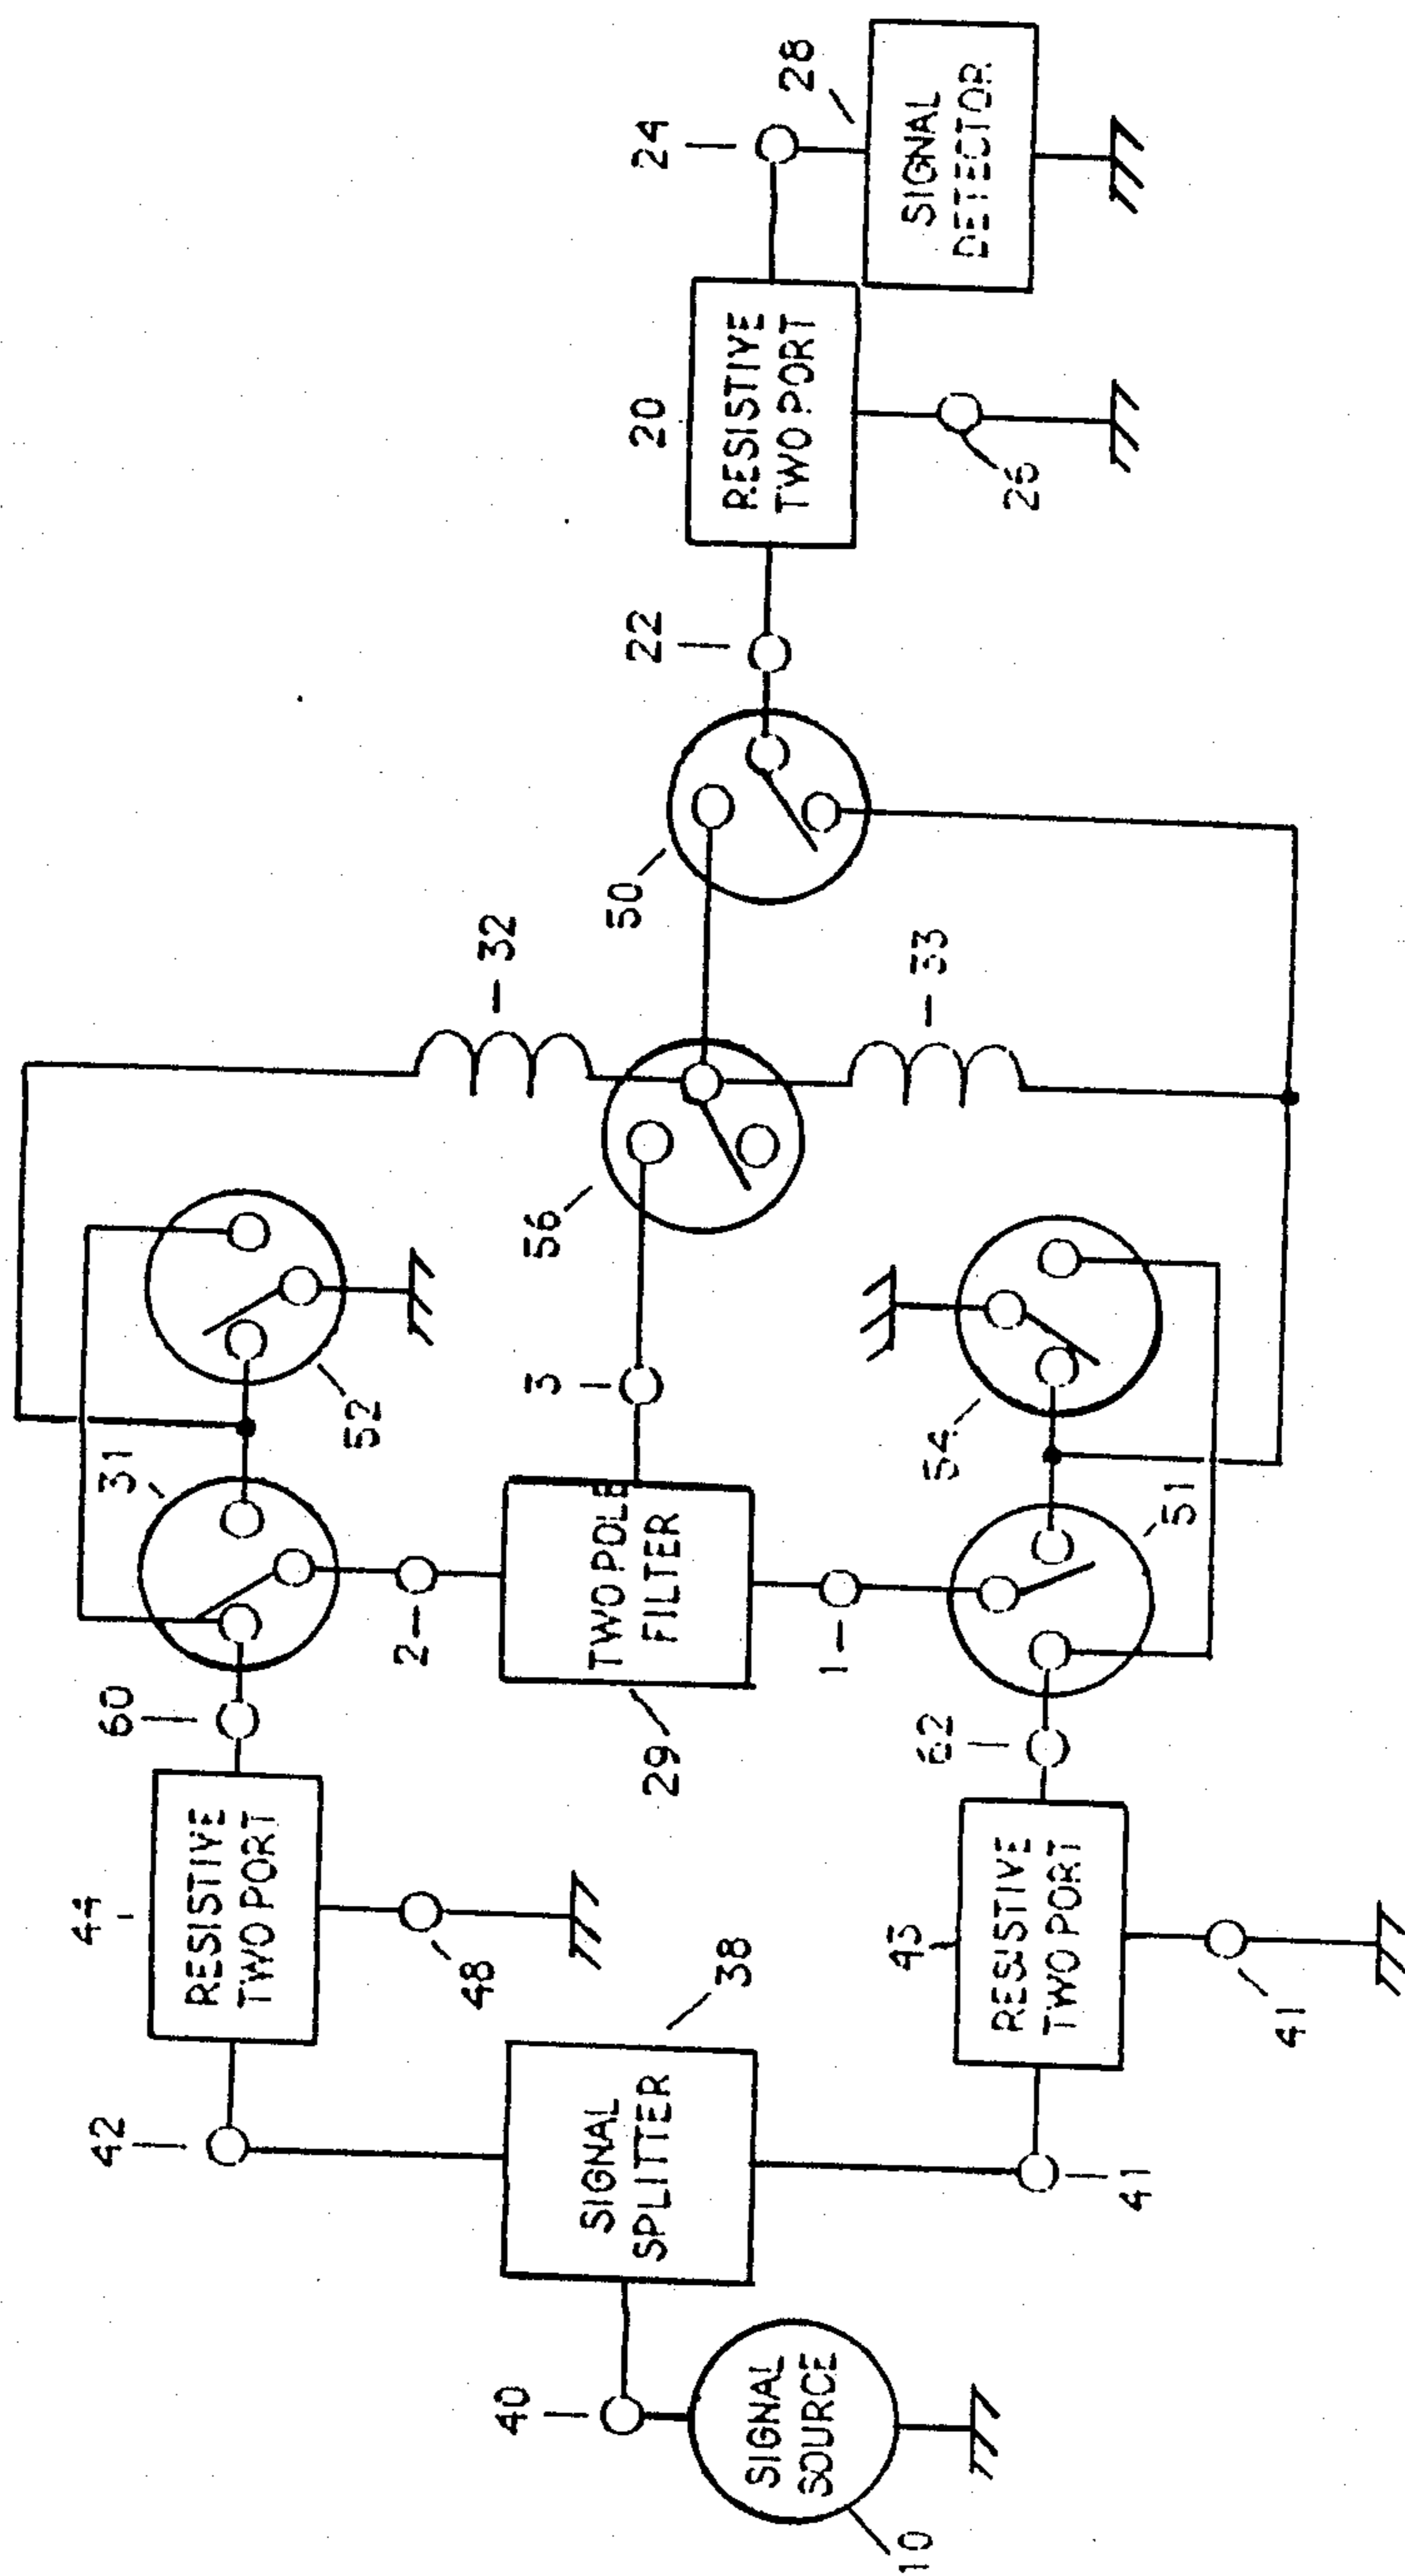 10
SIGNAL
SOURCE
40
SIGNAL
SPLITTER
38
42
41
44
RESISTIVE
TWO PORT
48
60
43
RESISTIVE
TWO PORT
41
62
31
52
2
TWO POLE
FILTER
29
1
3
54
51
56
32
33
50
22
20
RESISTIVE
TWO PORT
26
24
28
SIGNAL
DETECTOR